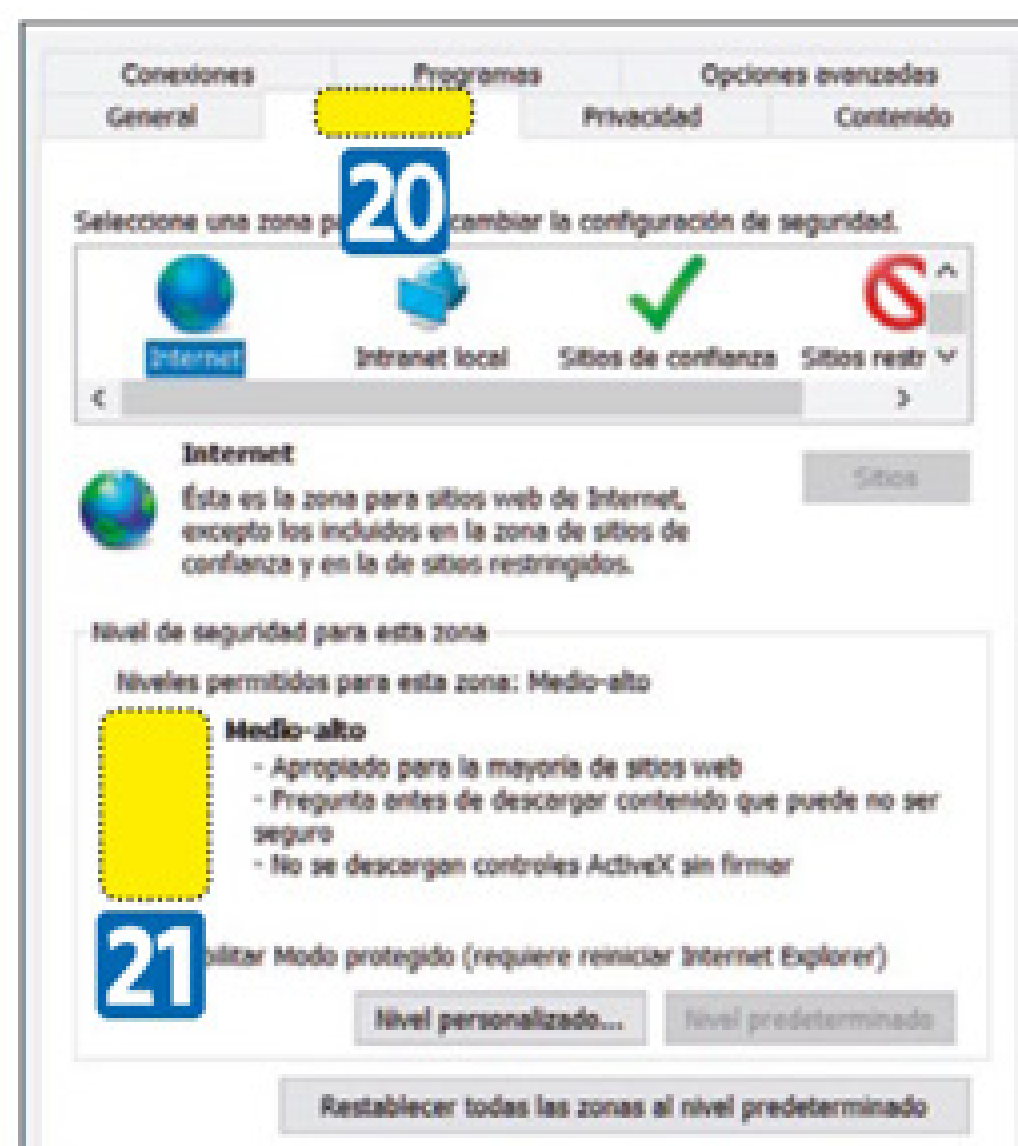 Conexiones Programas Opciones avanzadas
General Privacidad Contenido
20
Seleccione una zona cambiar la configuración de seguridad.
Internet Intranet local Sitios de confianza Sitios restr
Internet
Sitios
Ésta es la zona para sitios web de Internet,
excepto los incluidos en la zona de sitios de
confianza y en la de sitios restringidos.
Nivel de seguridad para esta zona
Niveles permitidos para esta zona: Medio-alto
Medio-alto
- Apropiado para la mayoría de sitios web
- Pregunta antes de descargar contenido que puede no ser
seguro
- No se descargan controles ActiveX sin firmar
21
Modo protegido (requiere reiniciar Internet Explorer)
Nivel personalizado... Nivel predeterminado
Restablecer todas las zonas al nivel predeterminado